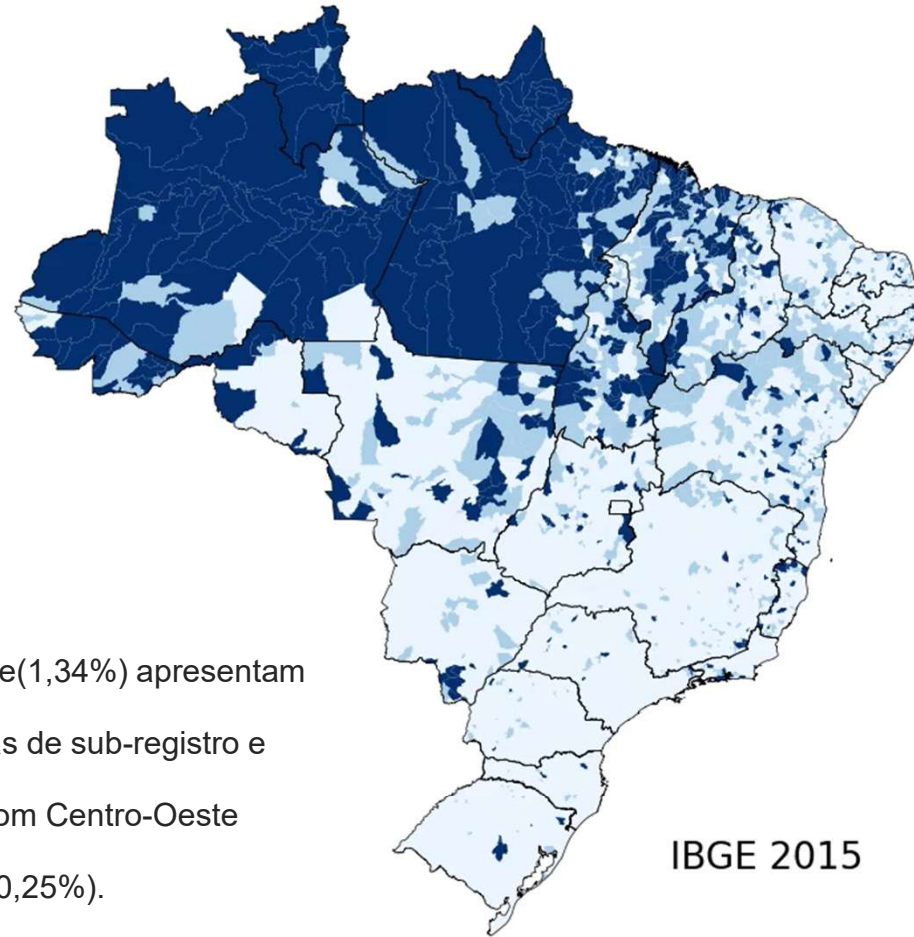 e(1,34%) apresentam
s de sub-registro e
om Centro-Oeste
0,25%).
IBGE 2015